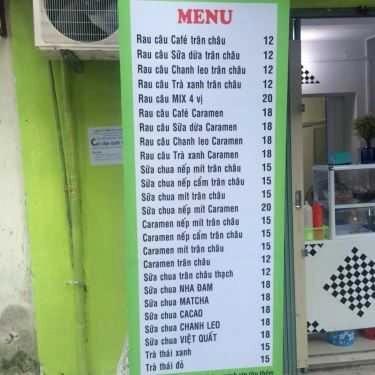 MENU
Rau câu Café trân châu 12
Rau câu Sữa dừa trân châu 12
Rau câu Chanh leo trân châu 12
Rau câu Trà xanh trân châu 12
Rau câu MIX 4 vị 20
Rau câu Café Caramen 18
Rau câu Sữa dừa Caramen 18
Rau câu Chanh leo Caramen 18
Rau câu Trà xanh Caramen 18
Sữa chua nếp mít trân châu 15
Sữa chua nếp cẩm trân châu 15
Sữa chua mít trân châu 15
Sữa chua nếp mít Caramen 20
Caramen nếp mít trân châu 15
Caramen nếp cẩm trân châu 15
Caramen mít trân châu 15
Caramen trân châu 12
Sữa chua trân châu thạch 12
Sữa chua NHA ĐAM 18
Sữa chua MATCHA 18
Sữa chua CACAO 18
Sữa chua CHANH LEO 18
Sữa chua VIỆT QUẤT 18
Trà thái xanh 15
Trà thái đỏ 15